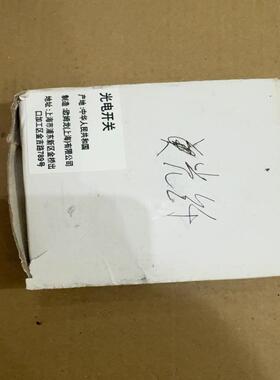 光电开关
产地:中华人民共和国
制造:欧姆龙(上海)有限公司
地址:上海市浦东新区金桥出
口加工区金吉路789号
光纤